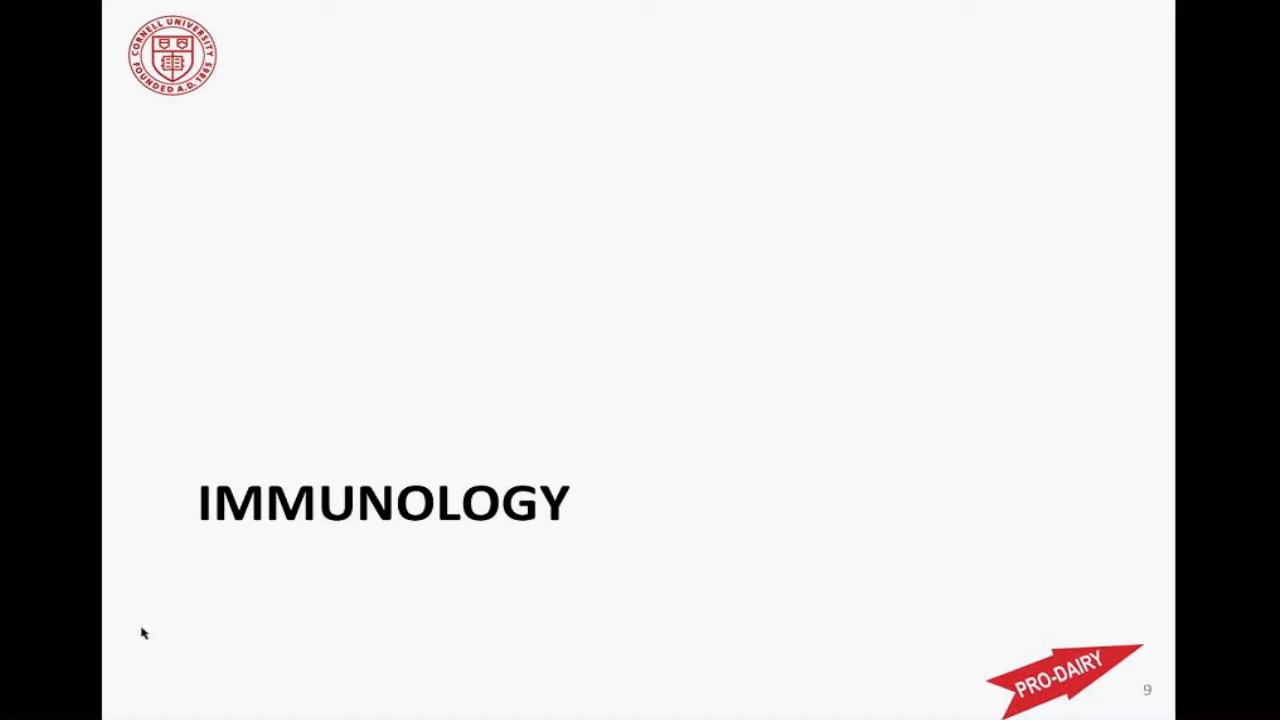 CORNELL UNIVERSITY
FOUNDED A.D. 1865
IMMUNOLOGY
PRO-DAIRY
9